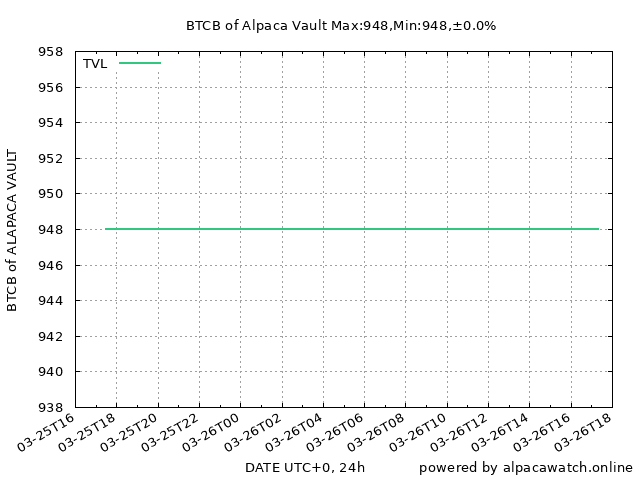 BTCB of Alpaca Vault Max:948,Min:948,±0.0%
TVL
958
956
954
952
950
948
946
944
942
940
938
BTCB of ALAPACA VAULT
03-25T16
03-25T18
03-25T20
03-25T22
03-26T00
03-26T02
03-26T04
03-26T06
03-26T08
03-26T10
03-26T12
03-26T14
03-26T16
03-26T18
DATE UTC+0, 24h
powered by alpacawatch.online